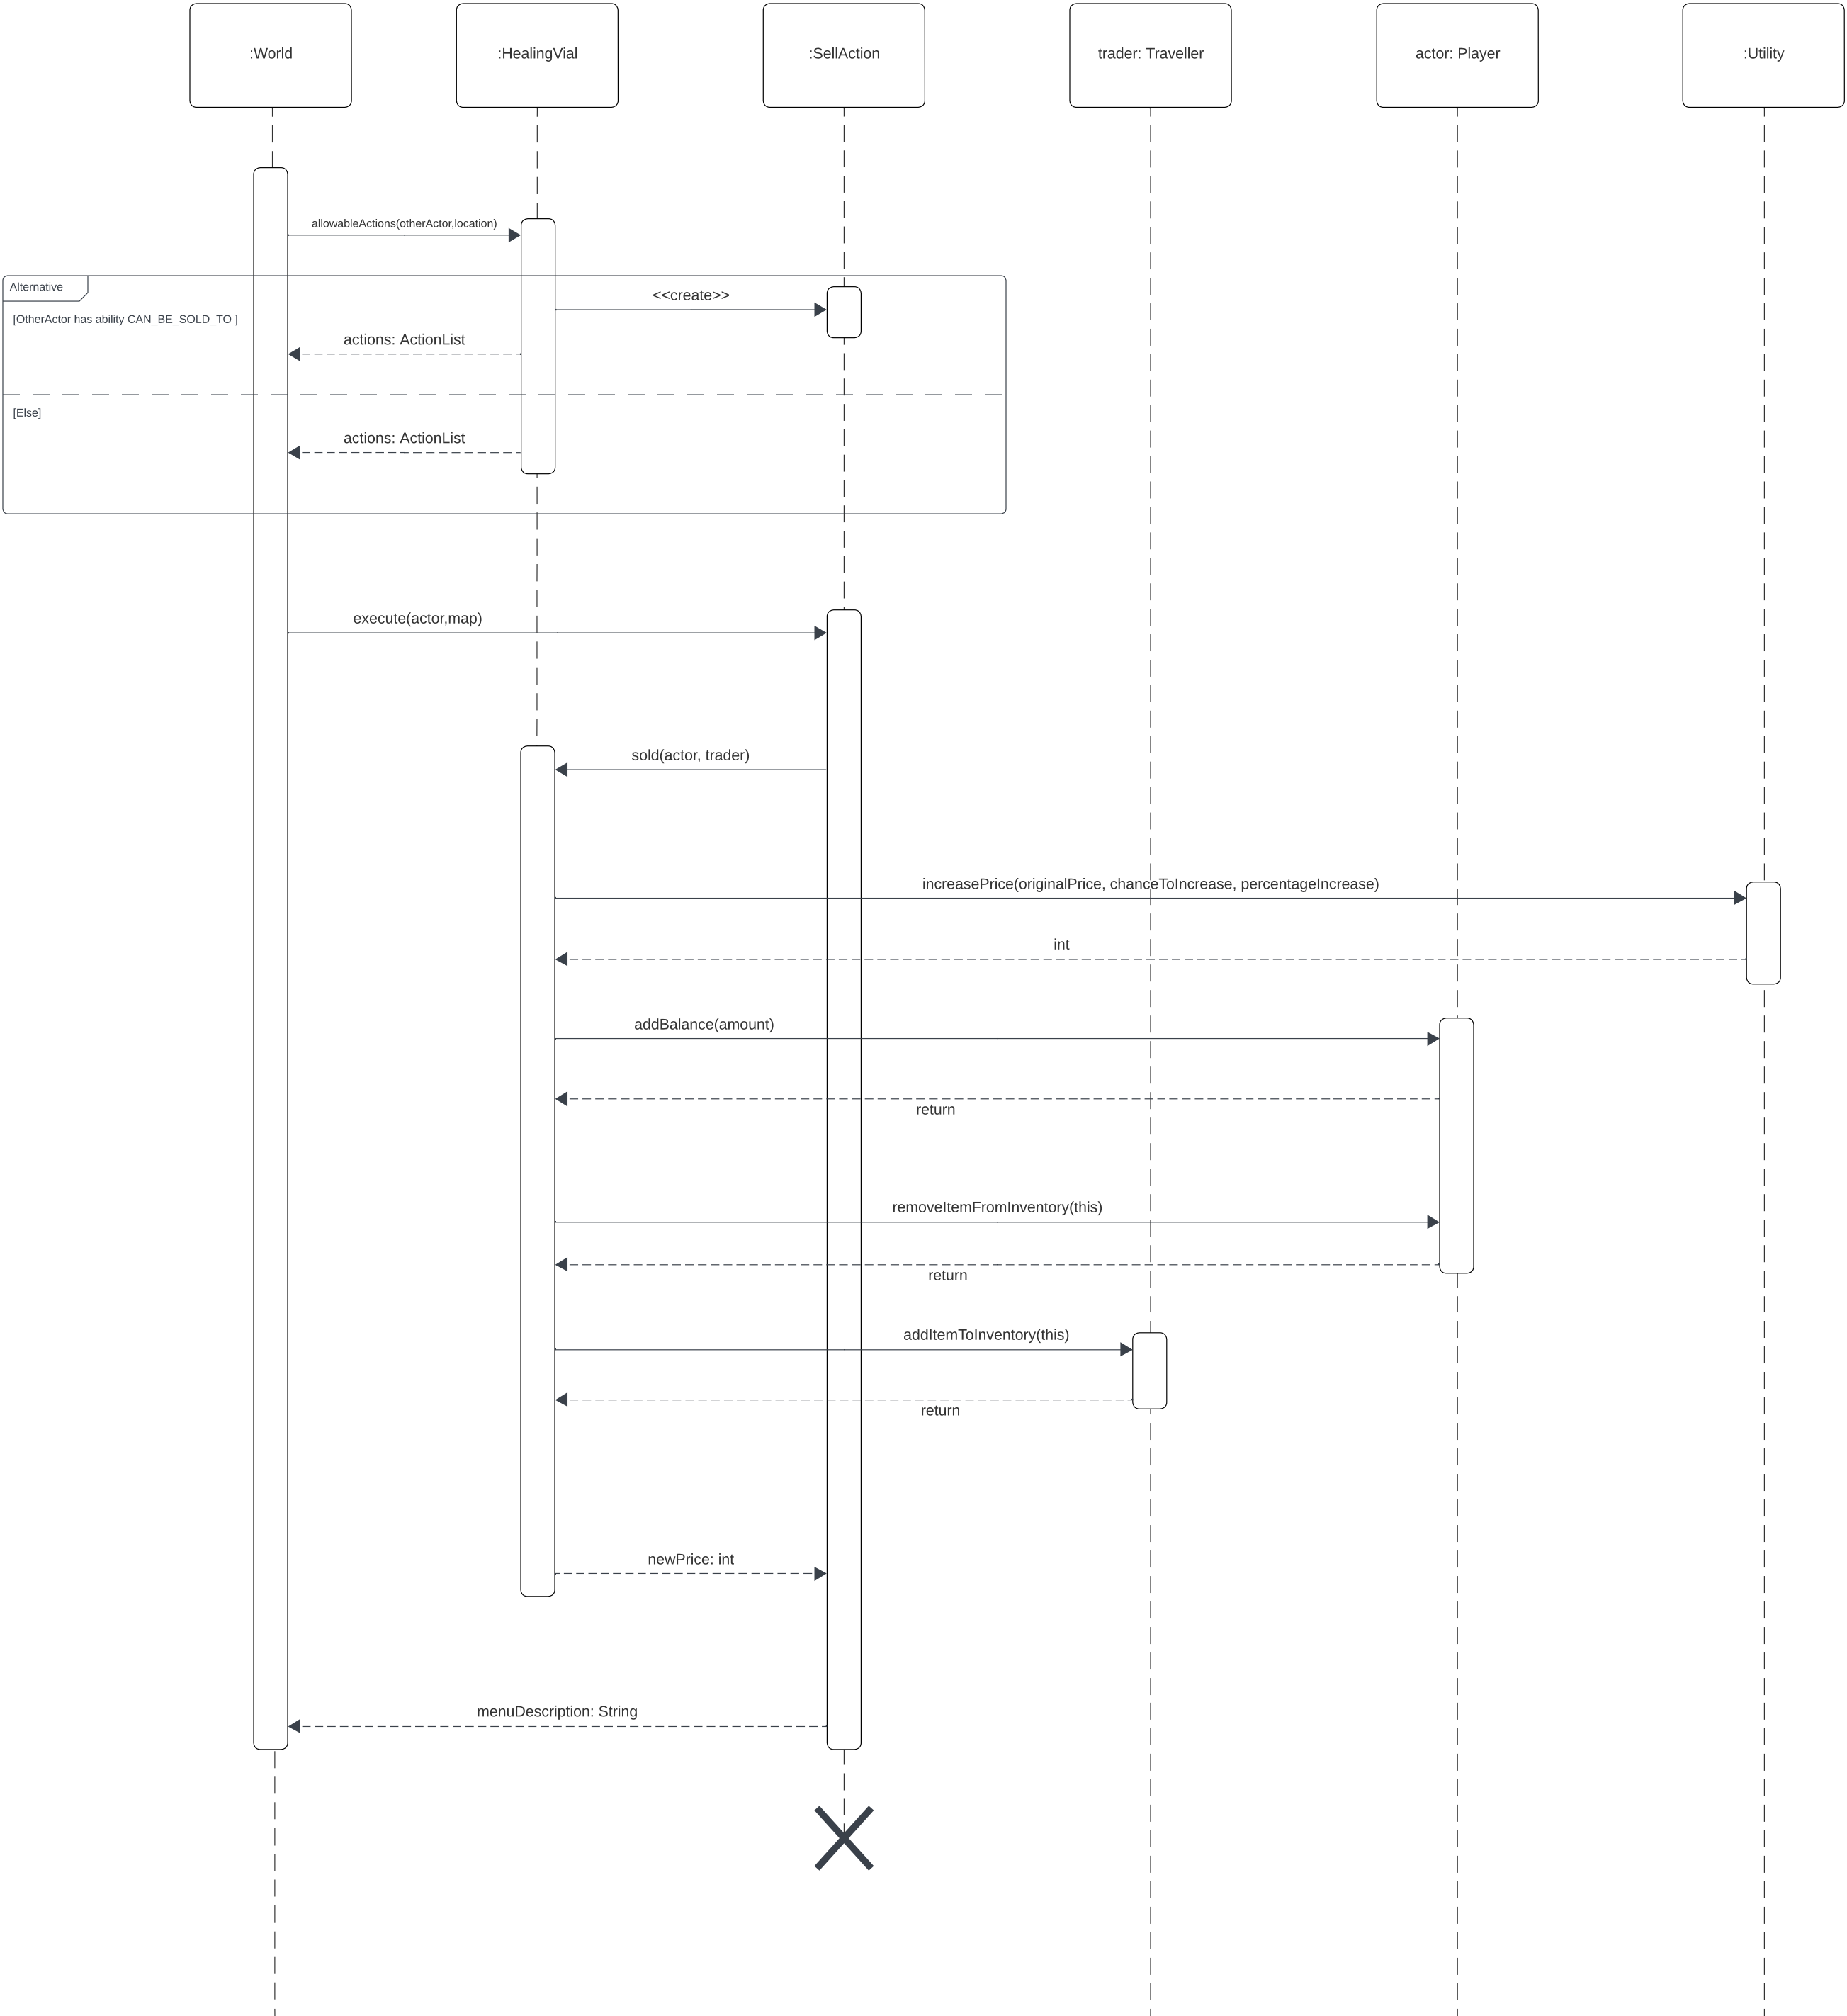 :World
:HealingVial
:SellAction
trader: Traveller
actor: Player
:Utility
allowableActions(otherActor,location)
Alternative
<<create>>
[OtherActor has ability CAN_BE_SOLD_TO ]
actions: ActionList
[Else]
actions: ActionList
execute(actor,map)
sold(actor, trader)
increasePrice(originalPrice, chanceToIncrease, percentageIncrease)
int
addBalance(amount)
return
removeItemFromInventory(this)
return
addItemToInventory(this)
return
newPrice: int
menuDescription: String